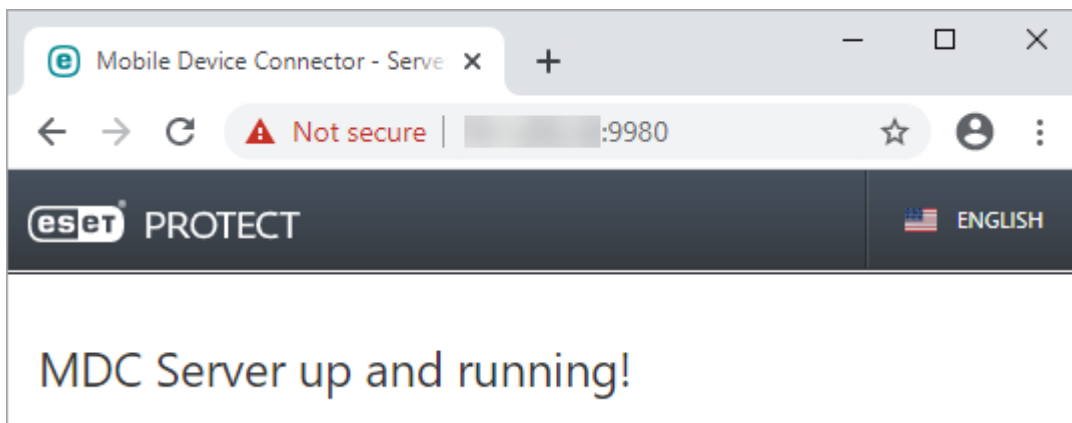 Mobile Device Connector - Serve
Not secure | :9980
eseT PROTECT
ENGLISH
MDC Server up and running!